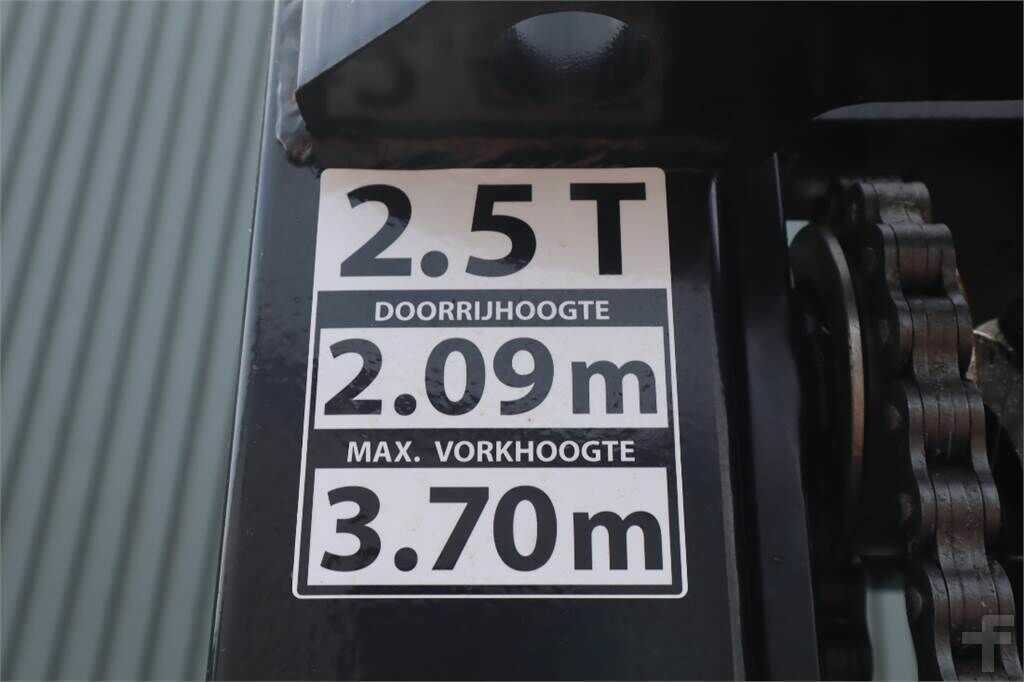 2.5 T
DOORRIJHOOGTE
2.09 m
MAX. VORKHOOGTE
3.70 m